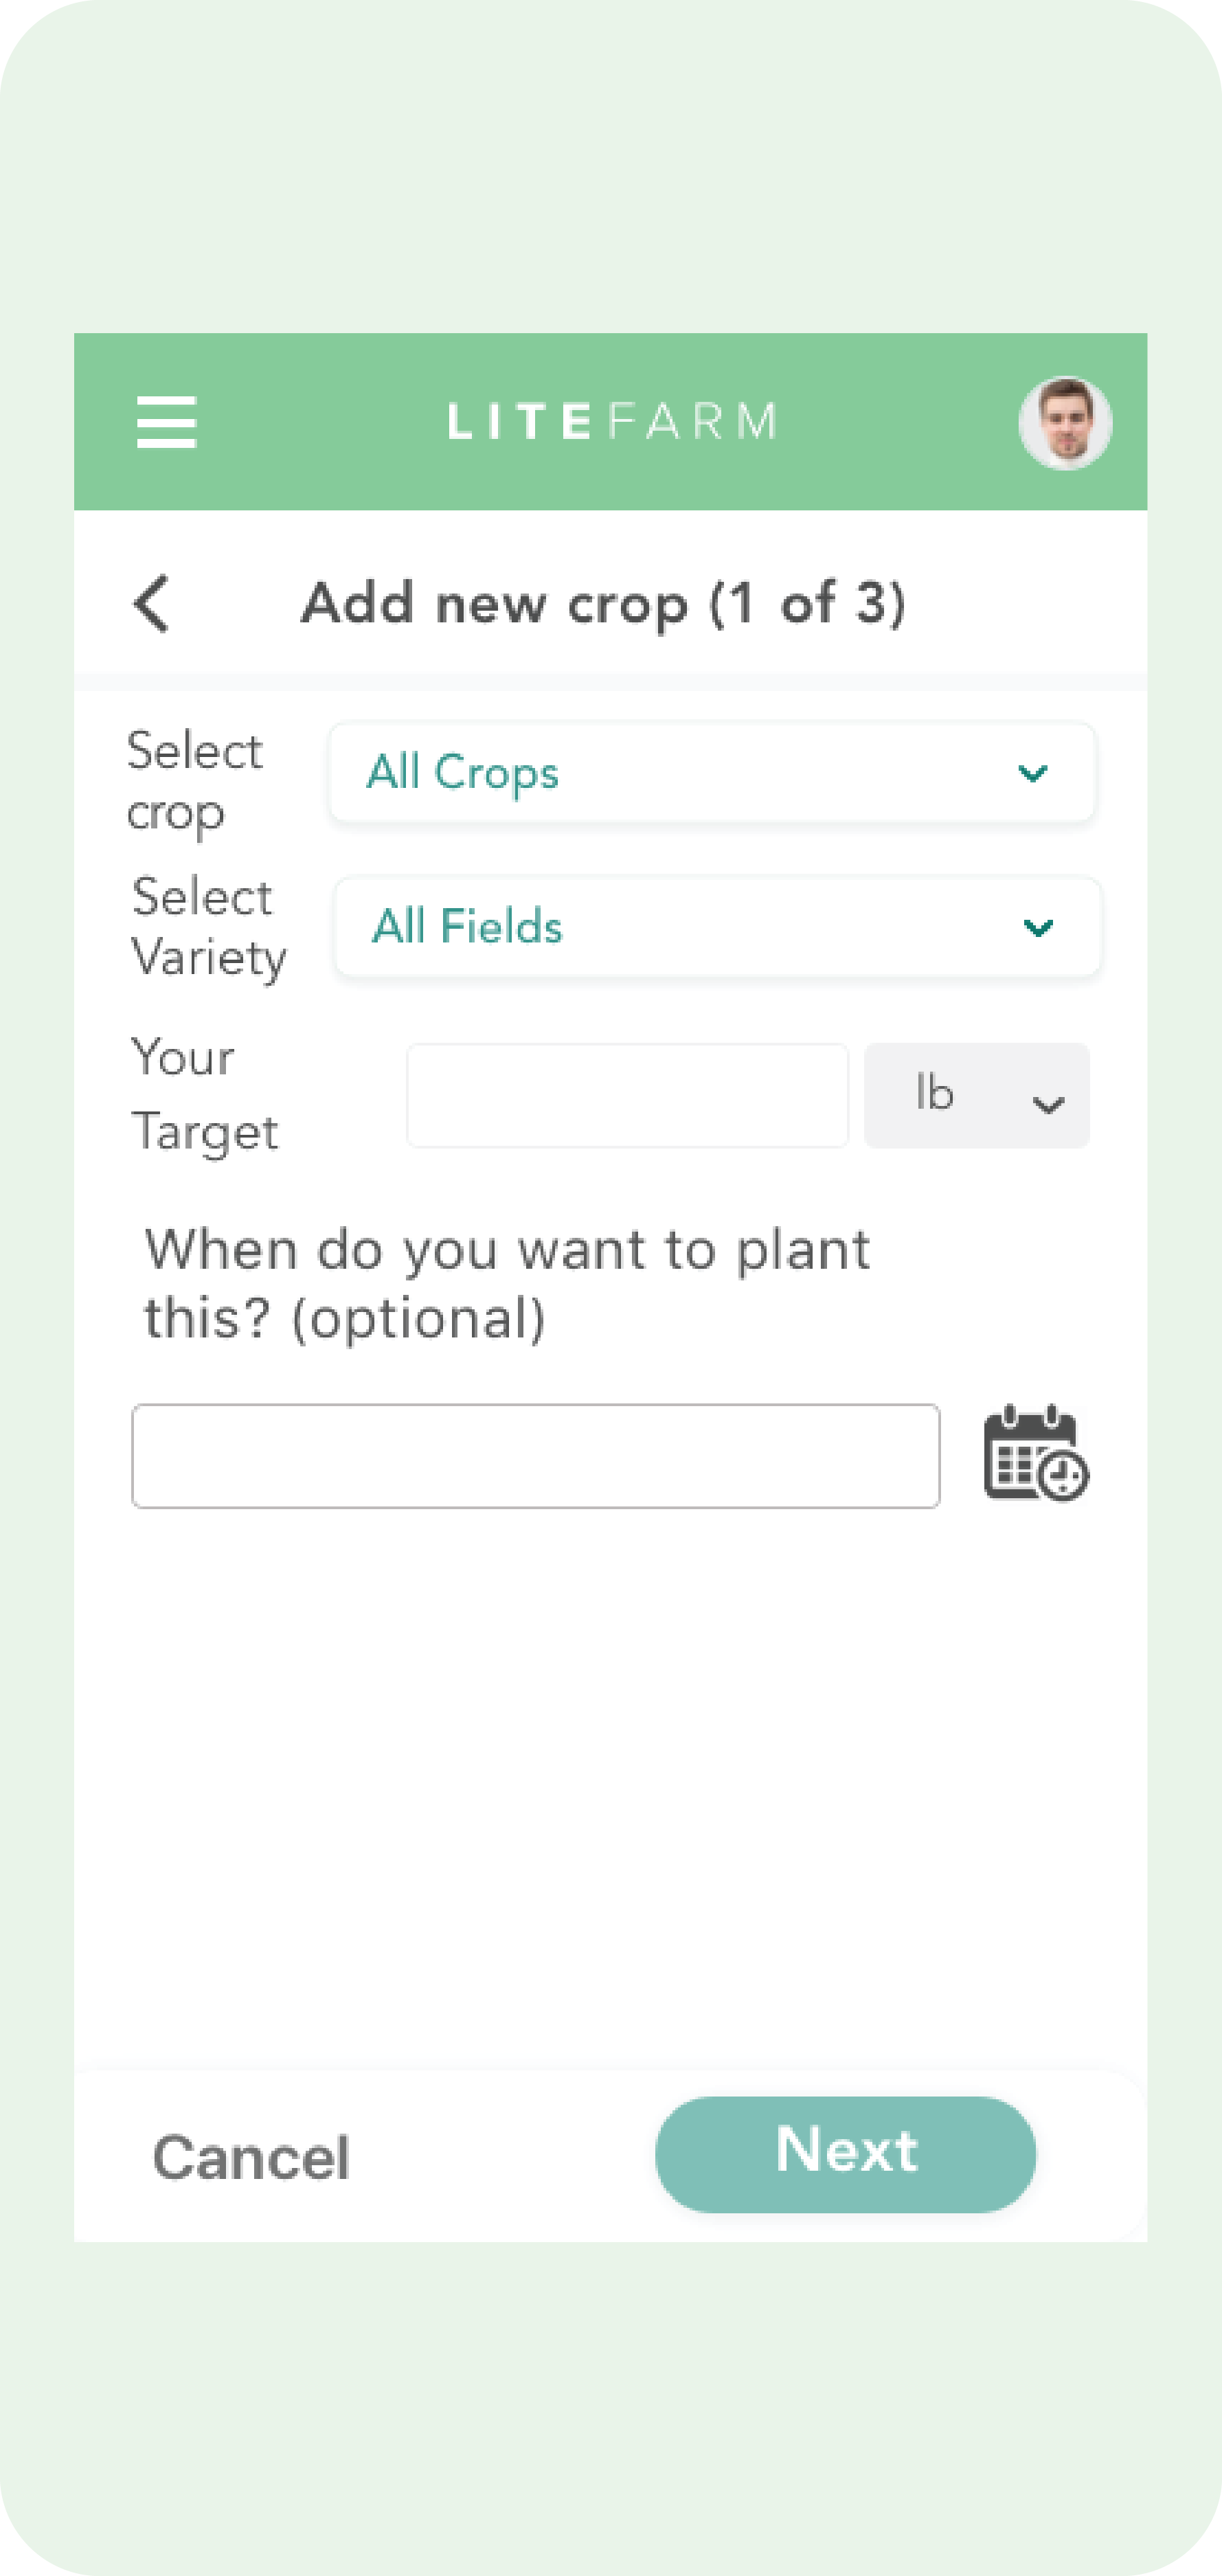 LITEFARM
Add new crop (1 of 3)
Select
crop
All Crops
Select
Variety
All Fields
Your
Target
lb
When do you want to plant
this? (optional)
Cancel
Next